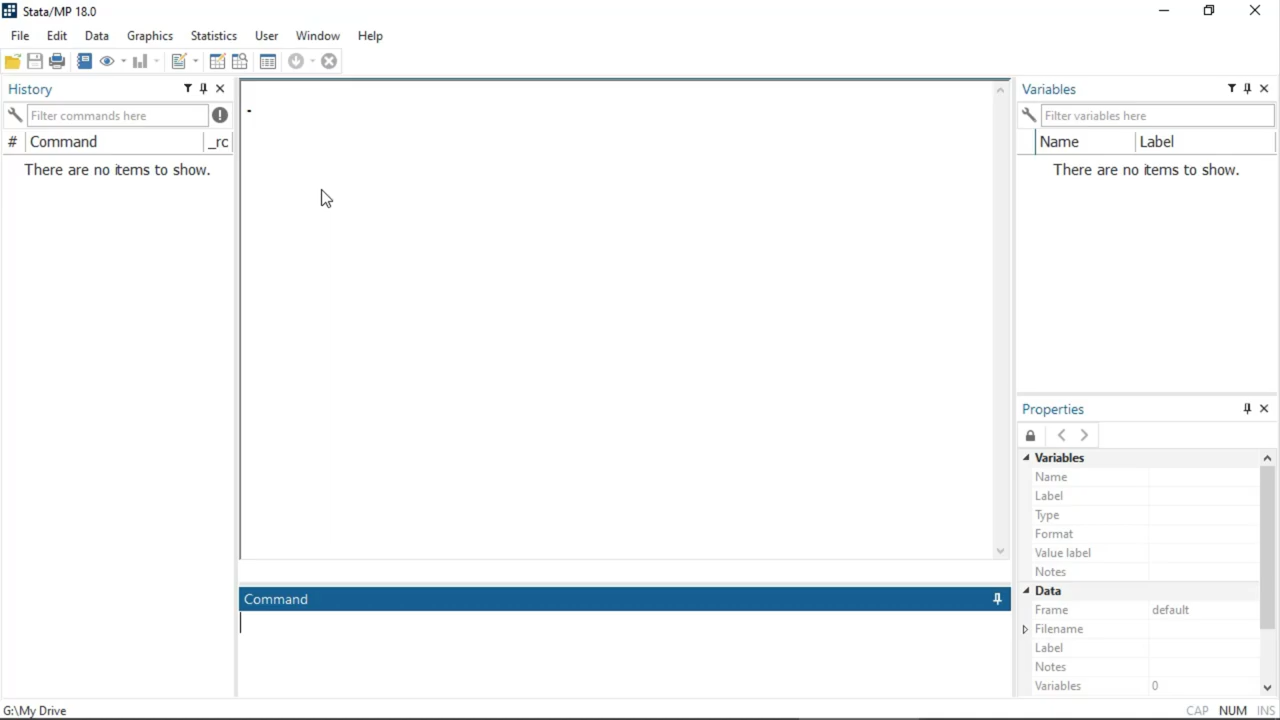 Stata/MP 18.0
File Edit Data Graphics Statistics User Window Help
History
Filter commands here
# Command _rc
There are no items to show.
.
Command
Variables
Filter variables here
Name Label
There are no items to show.
Properties
Variables
Name
Label
Type
Format
Value label
Notes
Data
Frame default
Filename
Label
Notes
Variables 0
G:\My Drive
CAP NUM INS